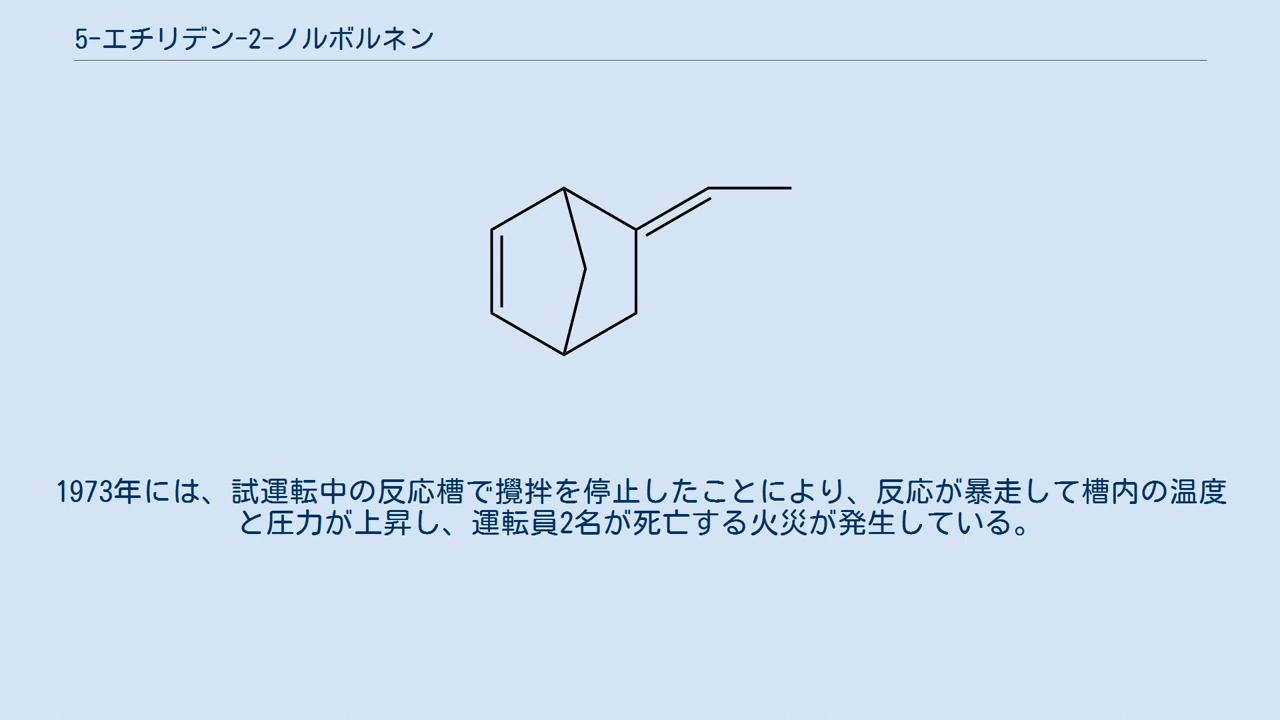 5-エチリデン-2-ノルボルネン
1973年には、試運転中の反応槽で攪拌を停止したことにより、反応が暴走して槽内の温度
と圧力が上昇し、運転員2名が死亡する火災が発生している。